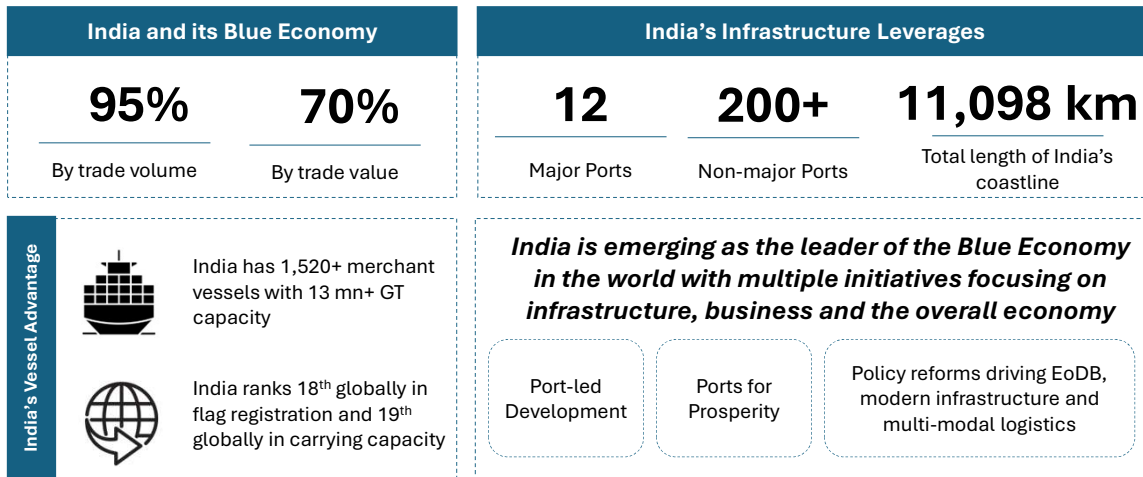 India and its Blue Economy
95%
By trade volume
70%
By trade value
India's Infrastructure Leverages
12
Major Ports
200+
Non-major Ports
11,098 km
Total length of India's
coastline
India's Vessel Advantage
India has 1,520+ merchant
vessels with 13 mn+ GT
capacity
India ranks 18th globally in
flag registration and 19th
globally in carrying capacity
India is emerging as the leader of the Blue Economy
in the world with multiple initiatives focusing on
infrastructure, business and the overall economy
Port-led
Development
Ports for
Prosperity
Policy reforms driving EoDB,
modern infrastructure and
multi-modal logistics